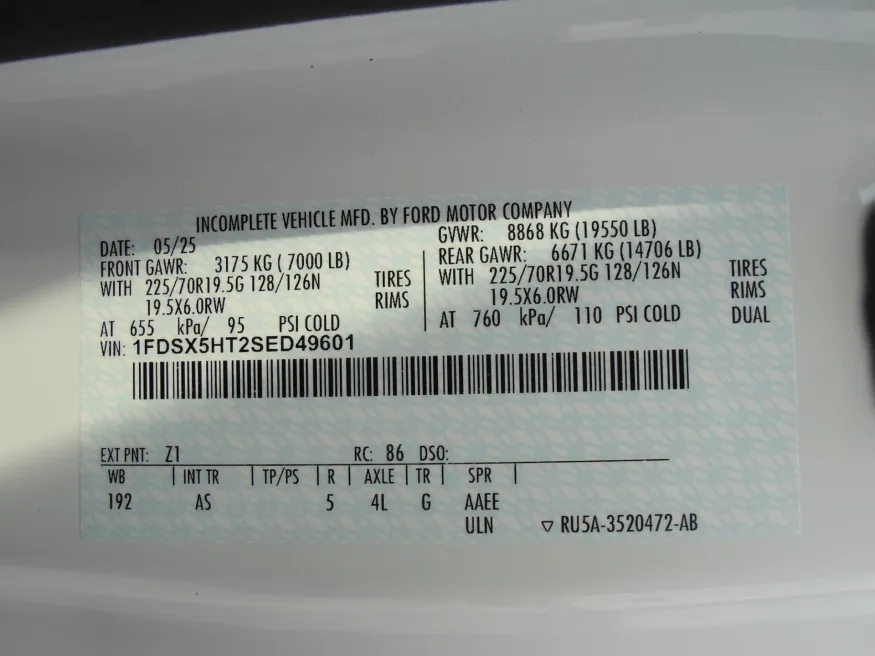 INCOMPLETE VEHICLE MFD. BY FORD MOTOR COMPANY
DATE: 05/25
FRONT GAWR: 3175 KG ( 7000 LB)
WITH 225/70R19.5G 128/126N TIRES
19.5X6.0RW RIMS
AT 655 kPa/ 95 PSI COLD
GVWR: 8868 KG (19550 LB)
REAR GAWR: 6671 KG (14706 LB)
WITH 225/70R19.5G 128/126N TIRES
19.5X6.0RW RIMS
AT 760 kPa/ 110 PSI COLD DUAL
VIN: 1FDSX5HT2SED49601
EXT PNT: Z1 RC: 86 DSO:
WB INT TR TP/PS R AXLE TR SPR
192 AS 5 4L G AAEE
ULN ▽ RU5A-3520472-AB